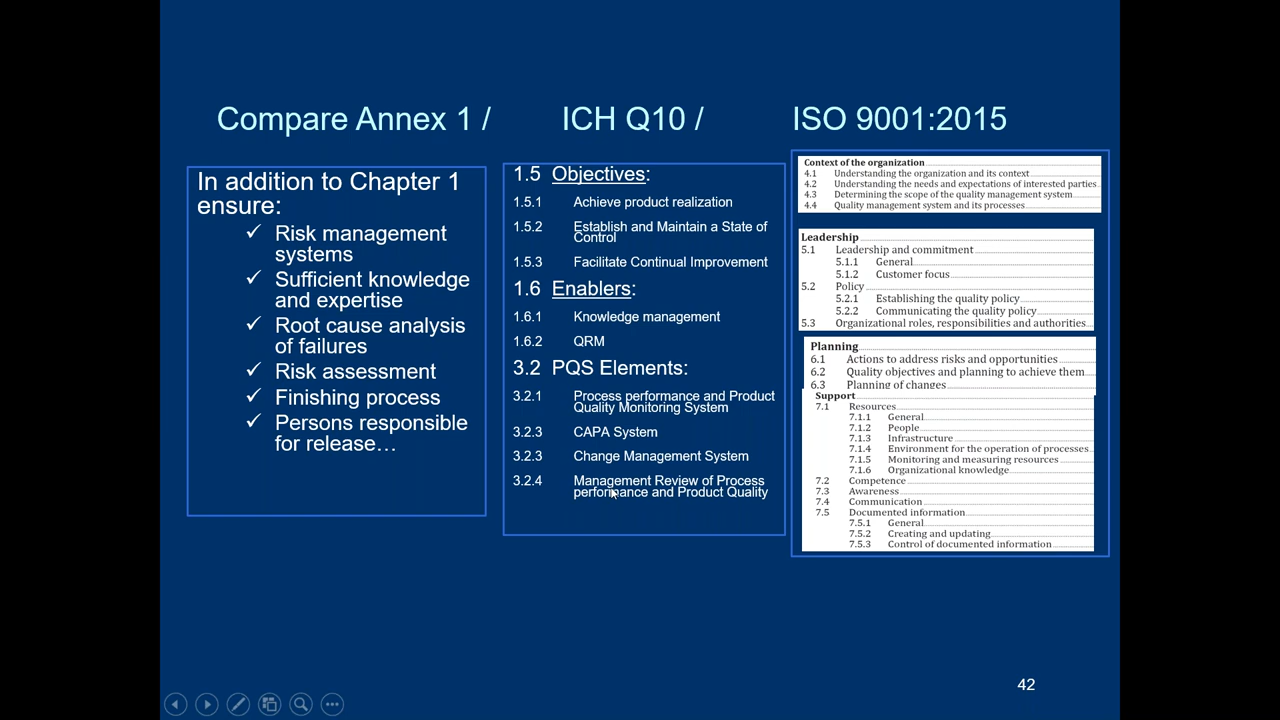 Compare Annex 1 / ICH Q10 / ISO 9001:2015
In addition to Chapter 1
ensure:
✓ Risk management
systems
✓ Sufficient knowledge
and expertise
✓ Root cause analysis
of failures
✓ Risk assessment
✓ Finishing process
✓ Persons responsible
for release…
1.5 Objectives:
1.5.1 Achieve product realization
1.5.2 Establish and Maintain a State of
Control
1.5.3 Facilitate Continual Improvement
1.6 Enablers:
1.6.1 Knowledge management
1.6.2 QRM
3.2 PQS Elements:
3.2.1 Process performance and Product
Quality Monitoring System
3.2.3 CAPA System
3.2.3 Change Management System
3.2.4 Management Review of Process
performance and Product Quality
Context of the organization
4.1 Understanding the organization and its context
4.2 Understanding the needs and expectations of interested parties
4.3 Determining the scope of the quality management system
4.4 Quality management system and its processes
Leadership
5.1 Leadership and commitment
5.1.1 General
5.1.2 Customer focus
5.2 Policy
5.2.1 Establishing the quality policy
5.2.2 Communicating the quality policy
5.3 Organizational roles, responsibilities and authorities
Planning
6.1 Actions to address risks and opportunities
6.2 Quality objectives and planning to achieve them
6.3 Planning of changes
Support
7.1 Resources
7.1.1 General
7.1.2 People
7.1.3 Infrastructure
7.1.4 Environment for the operation of processes
7.1.5 Monitoring and measuring resources
7.1.6 Organizational knowledge
7.2 Competence
7.3 Awareness
7.4 Communication
7.5 Documented information
7.5.1 General
7.5.2 Creating and updating
7.5.3 Control of documented information
42